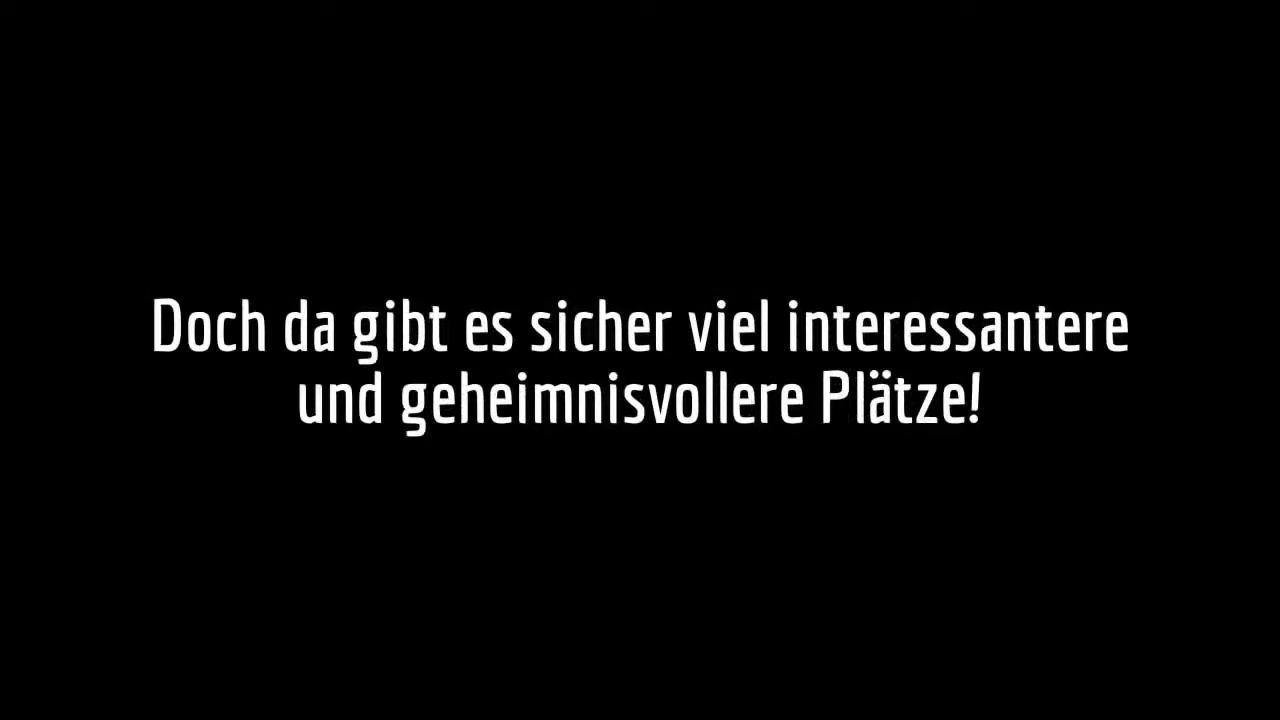 Doch da gibt es sicher viel interessantere
und geheimnisvollere Plätze!